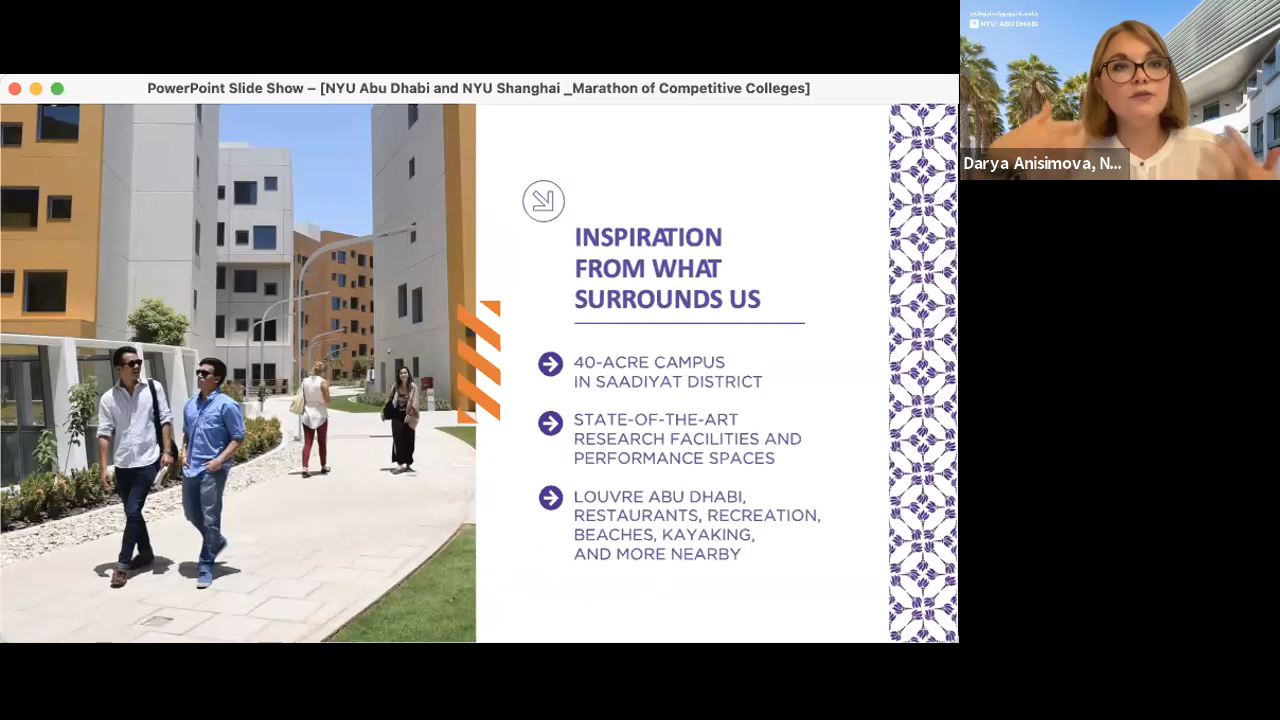 PowerPoint Slide Show – [NYU Abu Dhabi and NYU Shanghai _Marathon of Competitive Colleges]
INSPIRATION
FROM WHAT
SURROUNDS US
40-ACRE CAMPUS
IN SAADIYAT DISTRICT
STATE-OF-THE-ART
RESEARCH FACILITIES AND
PERFORMANCE SPACES
LOUVRE ABU DHABI,
RESTAURANTS, RECREATION,
BEACHES, KAYAKING,
AND MORE NEARBY
NYU ABU DHABI
Darya Anisimova, N...